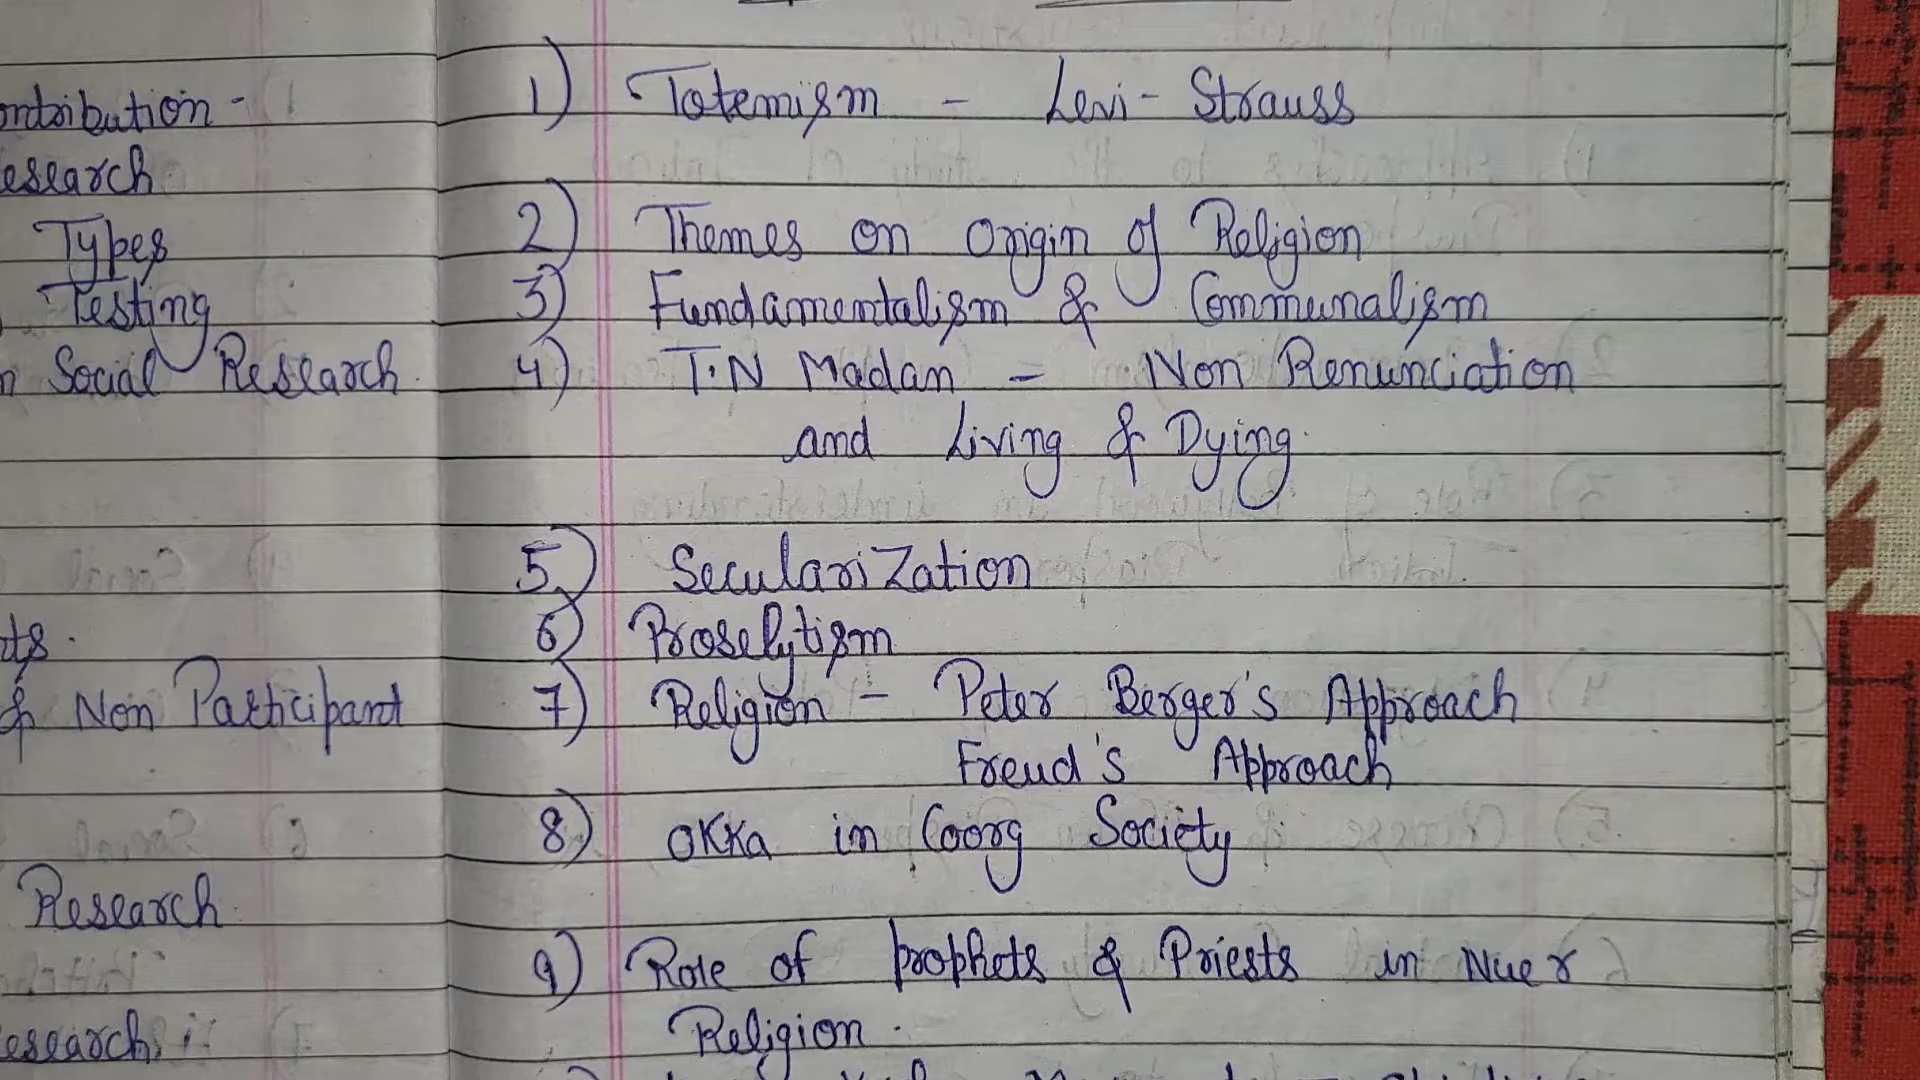 ontribution -
esearch
Types
Testing
n Social Research
ts.
& Non Participant
Research.
esearch
1) Totemism - Levi-Strauss
2) Themes on Origin of Religion
3) Fundamentalism & Communalism
4) T.N Madan - Non Renunciation
and Living & Dying.
5) Secularization
6) Proselytism
7) Religion - Peter Berger's Approach
Freud's Approach
8) OKKa in Coorg Society
9) Role of prophets & Priests in Nuer
Religion.